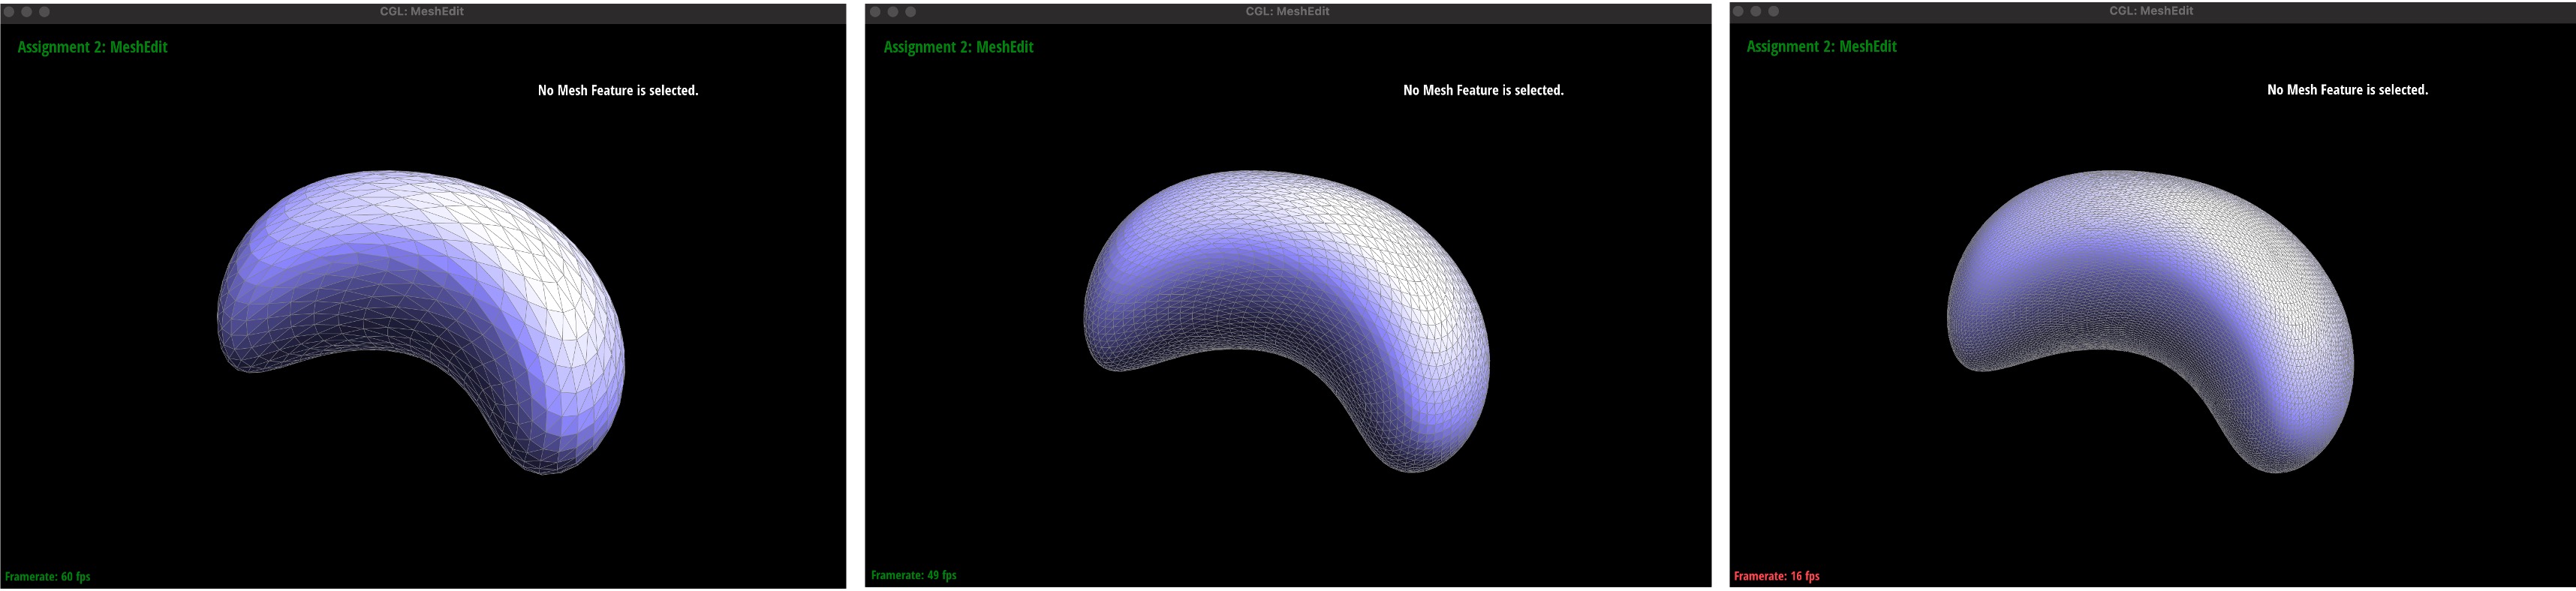 CGL: MeshEdit
Assignment 2: MeshEdit
No Mesh Feature is selected.
Framerate: 60 fps
CGL: MeshEdit
Assignment 2: MeshEdit
No Mesh Feature is selected.
Framerate: 49 fps
CGL: MeshEdit
Assignment 2: MeshEdit
No Mesh Feature is selected.
Framerate: 16 fps